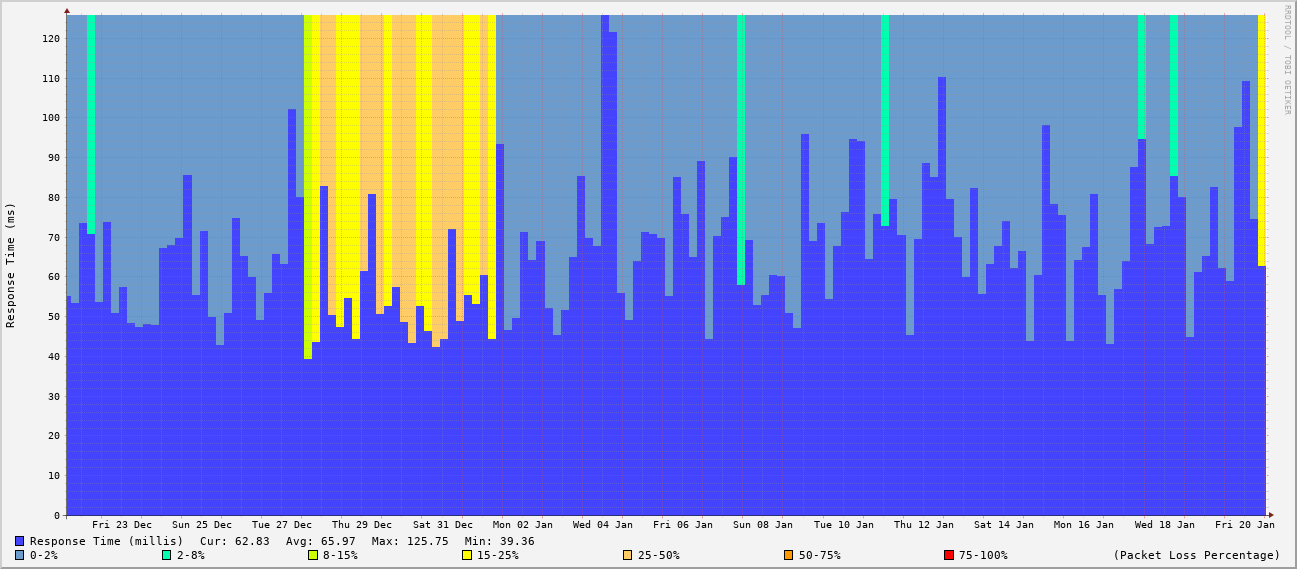 RRDTOOL / TOBI OETIKER
Response Time (ms)
120
110
100
90
80
70
60
50
40
30
20
10
0
Fri 23 Dec Sun 25 Dec Tue 27 Dec Thu 29 Dec Sat 31 Dec Mon 02 Jan Wed 04 Jan Fri 06 Jan Sun 08 Jan Tue 10 Jan Thu 12 Jan Sat 14 Jan Mon 16 Jan Wed 18 Jan Fri 20 Jan
Response Time (millis) Cur: 62.83 Avg: 65.97 Max: 125.75 Min: 39.36
0-2% 2-8% 8-15% 15-25% 25-50% 50-75% 75-100% (Packet Loss Percentage)